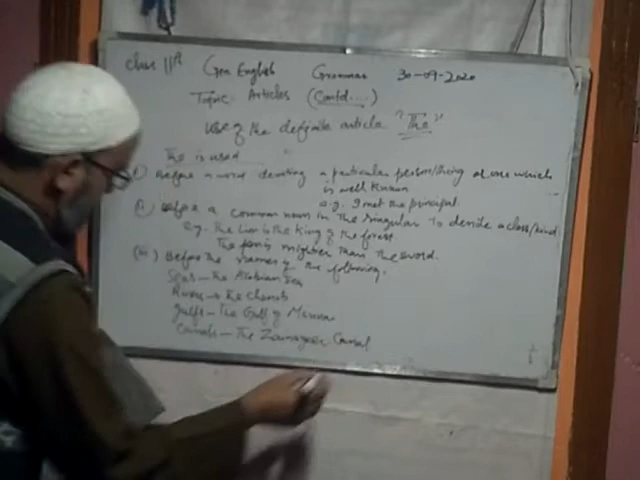 Class 11th Gen English Grammar 30-09-2020
Topic: Articles (Contd....)
Use of the definite article "The"
The is used
(i) Before a word denoting a particular person/thing or one which
is well known
e.g. I met the principal.
(ii) Before a common noun in the singular to denote a class/kind
e.g. The lion is the king of the forest
The pen is mightier than the sword.
(iii) Before the names of the following.
Seas – The Arabian Sea
Rivers – The Chenab
Gulfs – The Gulf of Mannar
Canals – The Canal